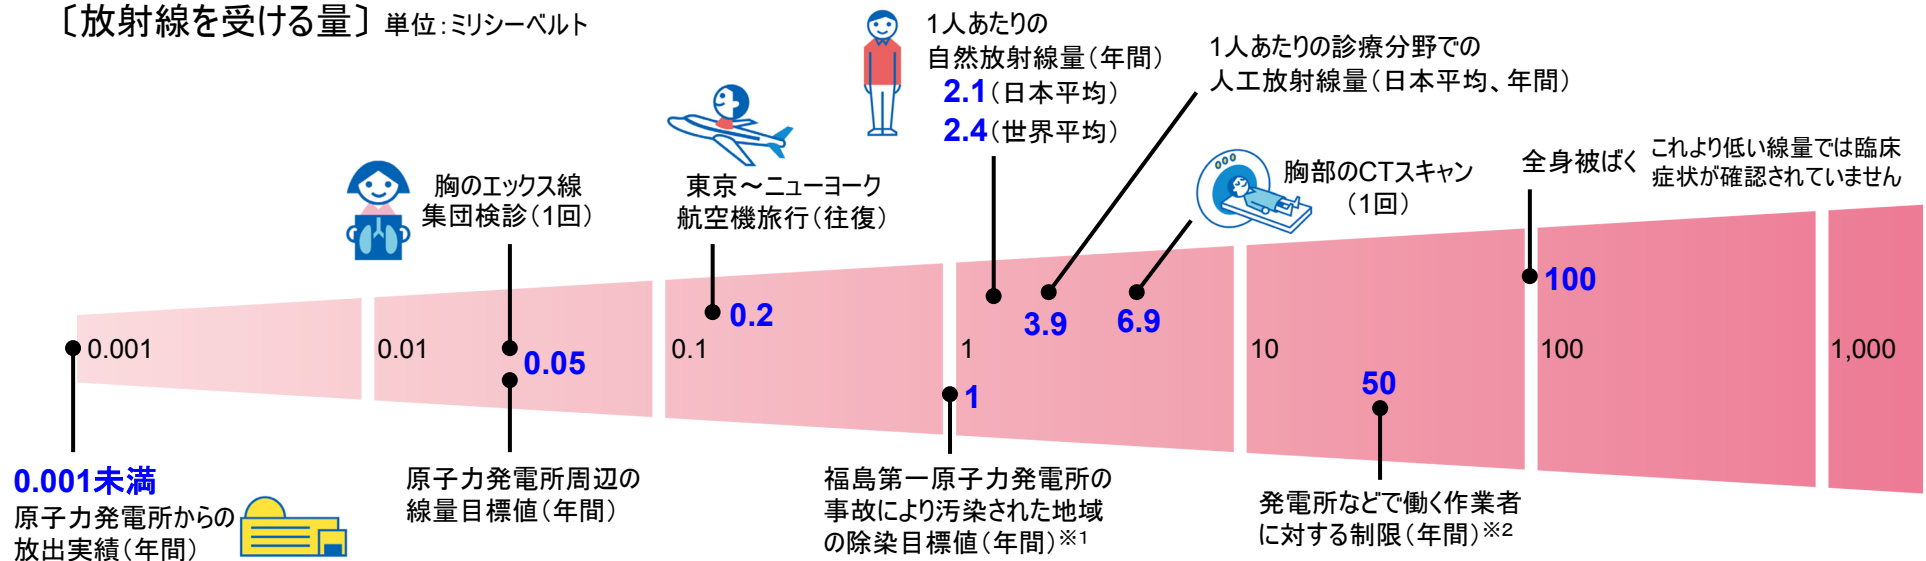 〔放射線を受ける量〕 単位：ミリシーベルト
1人あたりの
自然放射線量（年間）
2.1（日本平均）
2.4（世界平均）
1人あたりの診療分野での
人工放射線量（日本平均、年間）
胸のエックス線
集団検診（1回）
東京～ニューヨーク
航空機旅行（往復）
胸部のCTスキャン
（1回）
全身被ばく
これより低い線量では臨床
症状が確認されていません
0.2
3.9
6.9
100
0.001
0.01
0.05
0.1
1
10
100
1,000
1
50
0.001未満
原子力発電所からの
放出実績（年間）
原子力発電所周辺の
線量目標値（年間）
福島第一原子力発電所の
事故により汚染された地域
の除染目標値（年間）※1
発電所などで働く作業者
に対する制限（年間）※2